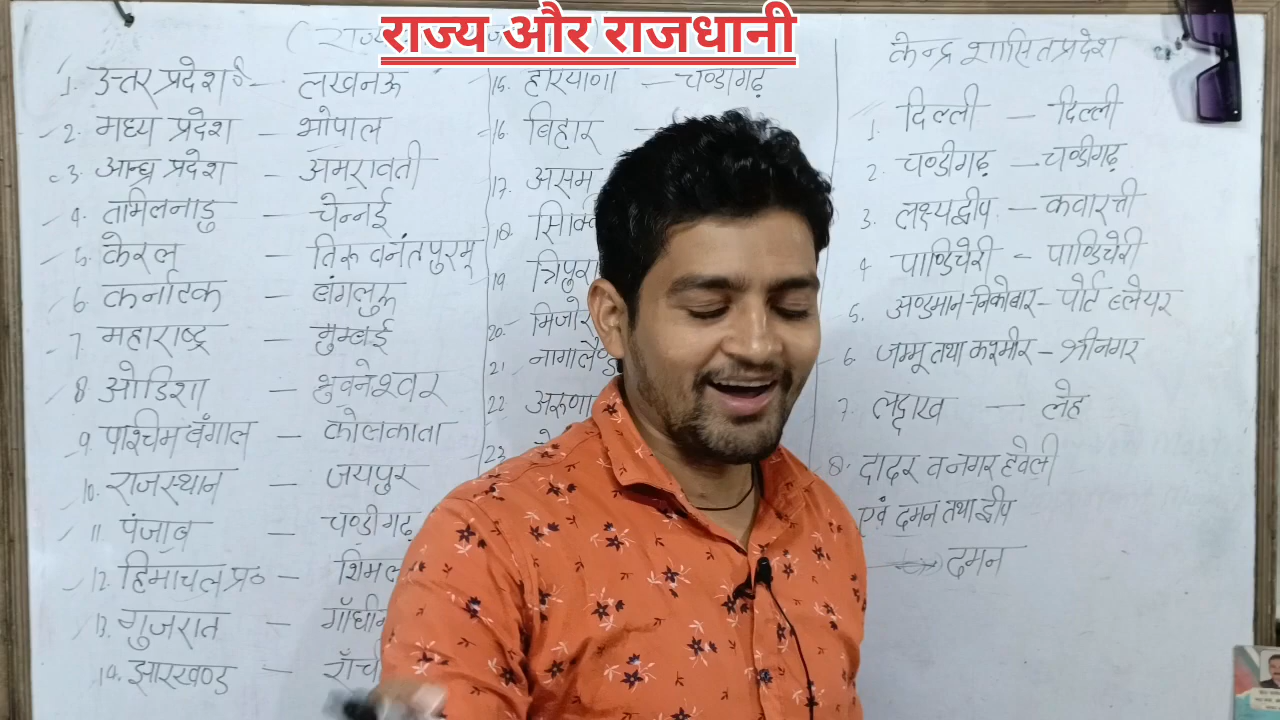 राज्य और राजधानी
1. उत्तर प्रदेश — लखनऊ
2. मध्य प्रदेश — भोपाल
3. आन्ध्र प्रदेश — अमरावती
4. तमिलनाडु — चेन्नई
5. केरल — तिरूवनंतपुरम्
6. कर्नाटक — बंगलुरू
7. महाराष्ट्र — मुम्बई
8 ओडिशा — भुवनेश्वर
9. पश्चिम बँगाल — कोलकाता
10. राजस्थान — जयपुर
11 पंजाब — चण्डीगढ़
12. हिमाचल प्र० — शिमल
13. गुजरात — गाँधीन
14. झारखण्ड — राँची
15. हरियाणा — चण्डीगढ़
16. बिहार —
17. असम
18. सिक्कि
19 त्रिपुरा
20. मिजोर
21 नागालैण्ड
22 अरूणा
23
केन्द्र शासित प्रदेश
1. दिल्ली — दिल्ली
2. चण्डीगढ़ — चण्डीगढ़
3. लक्ष्यद्वीप — कवारत्ती
4 पाण्डिचेरी — पाण्डिचेरी
5. अण्डमान-निकोबार — पोर्ट ब्लेयर
6. जम्मू तथा कश्मीर — श्रीनगर
7. लद्दाख — लेह
8. दादर व नगर हवेली
एवं दमन तथा द्वीप
दमन